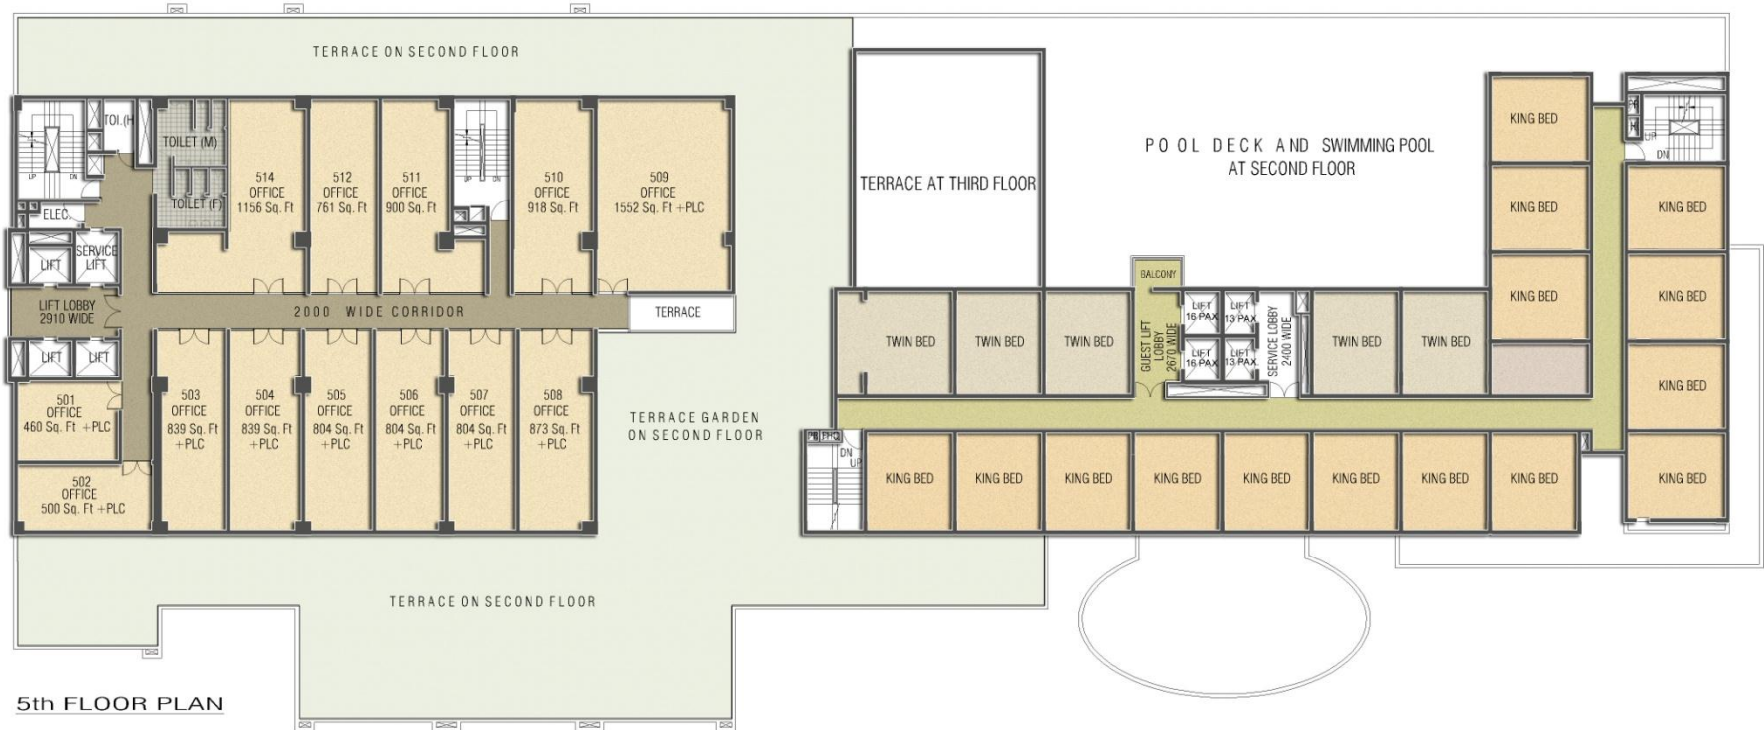 TERRACE ON SECOND FLOOR
TOI.(H
TOILET (M)
TOILET (F)
UP
DN
ELEC.
SERVICE
LIFT
LIFT
LIFT LOBBY
2910 WIDE
LIFT
LIFT
514
OFFICE
1156 Sq. Ft
512
OFFICE
761 Sq. Ft
511
OFFICE
900 Sq. Ft
UP
DN
510
OFFICE
918 Sq. Ft
509
OFFICE
1552 Sq. Ft +PLC
2000 WIDE CORRIDOR
TERRACE
501
OFFICE
460 Sq. Ft +PLC
502
OFFICE
500 Sq. Ft +PLC
503
OFFICE
839 Sq. Ft
+PLC
504
OFFICE
839 Sq. Ft
+PLC
505
OFFICE
804 Sq. Ft
+PLC
506
OFFICE
804 Sq. Ft
+PLC
507
OFFICE
804 Sq. Ft
+PLC
508
OFFICE
873 Sq. Ft
+PLC
TERRACE GARDEN
ON SECOND FLOOR
TERRACE ON SECOND FLOOR
5th FLOOR PLAN
TERRACE AT THIRD FLOOR
POOL DECK AND SWIMMING POOL
AT SECOND FLOOR
KING BED
KING BED
KING BED
UP
DN
KING BED
KING BED
KING BED
KING BED
BALCONY
TWIN BED
TWIN BED
TWIN BED
GUEST LIFT
LOBBY
2670 WIDE
LIFT
16 PAX
LIFT
13 PAX
LIFT
16 PAX
LIFT
13 PAX
SERVICE LOBBY
2400 WIDE
TWIN BED
TWIN BED
DN
UP
KING BED
KING BED
KING BED
KING BED
KING BED
KING BED
KING BED
KING BED